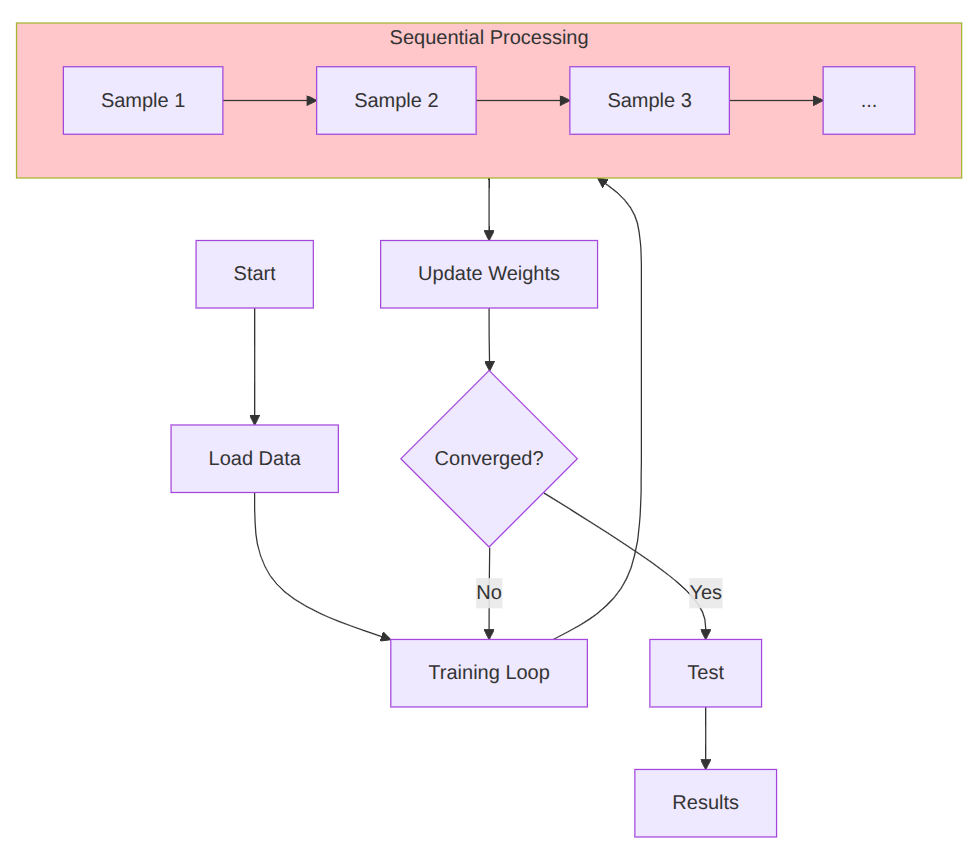 Sequential Processing
Sample 1
Sample 2
Sample 3
...
Start
Update Weights
Load Data
Converged?
No
Yes
Training Loop
Test
Results